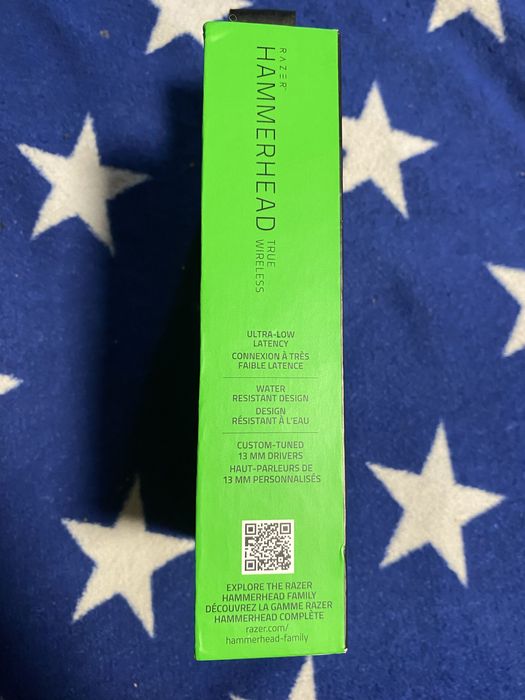 RAZER
HAMMERHEAD
TRUE
WIRELESS
ULTRA-LOW
LATENCY
CONNEXION À TRÈS
FAIBLE LATENCE
WATER
RESISTANT DESIGN
DESIGN
RÉSISTANT À L'EAU
CUSTOM-TUNED
13 MM DRIVERS
HAUT-PARLEURS DE
13 MM PERSONNALISÉS
EXPLORE THE RAZER
HAMMERHEAD FAMILY
DÉCOUVREZ LA GAMME RAZER
HAMMERHEAD COMPLÈTE
razer.com/
hammerhead-family